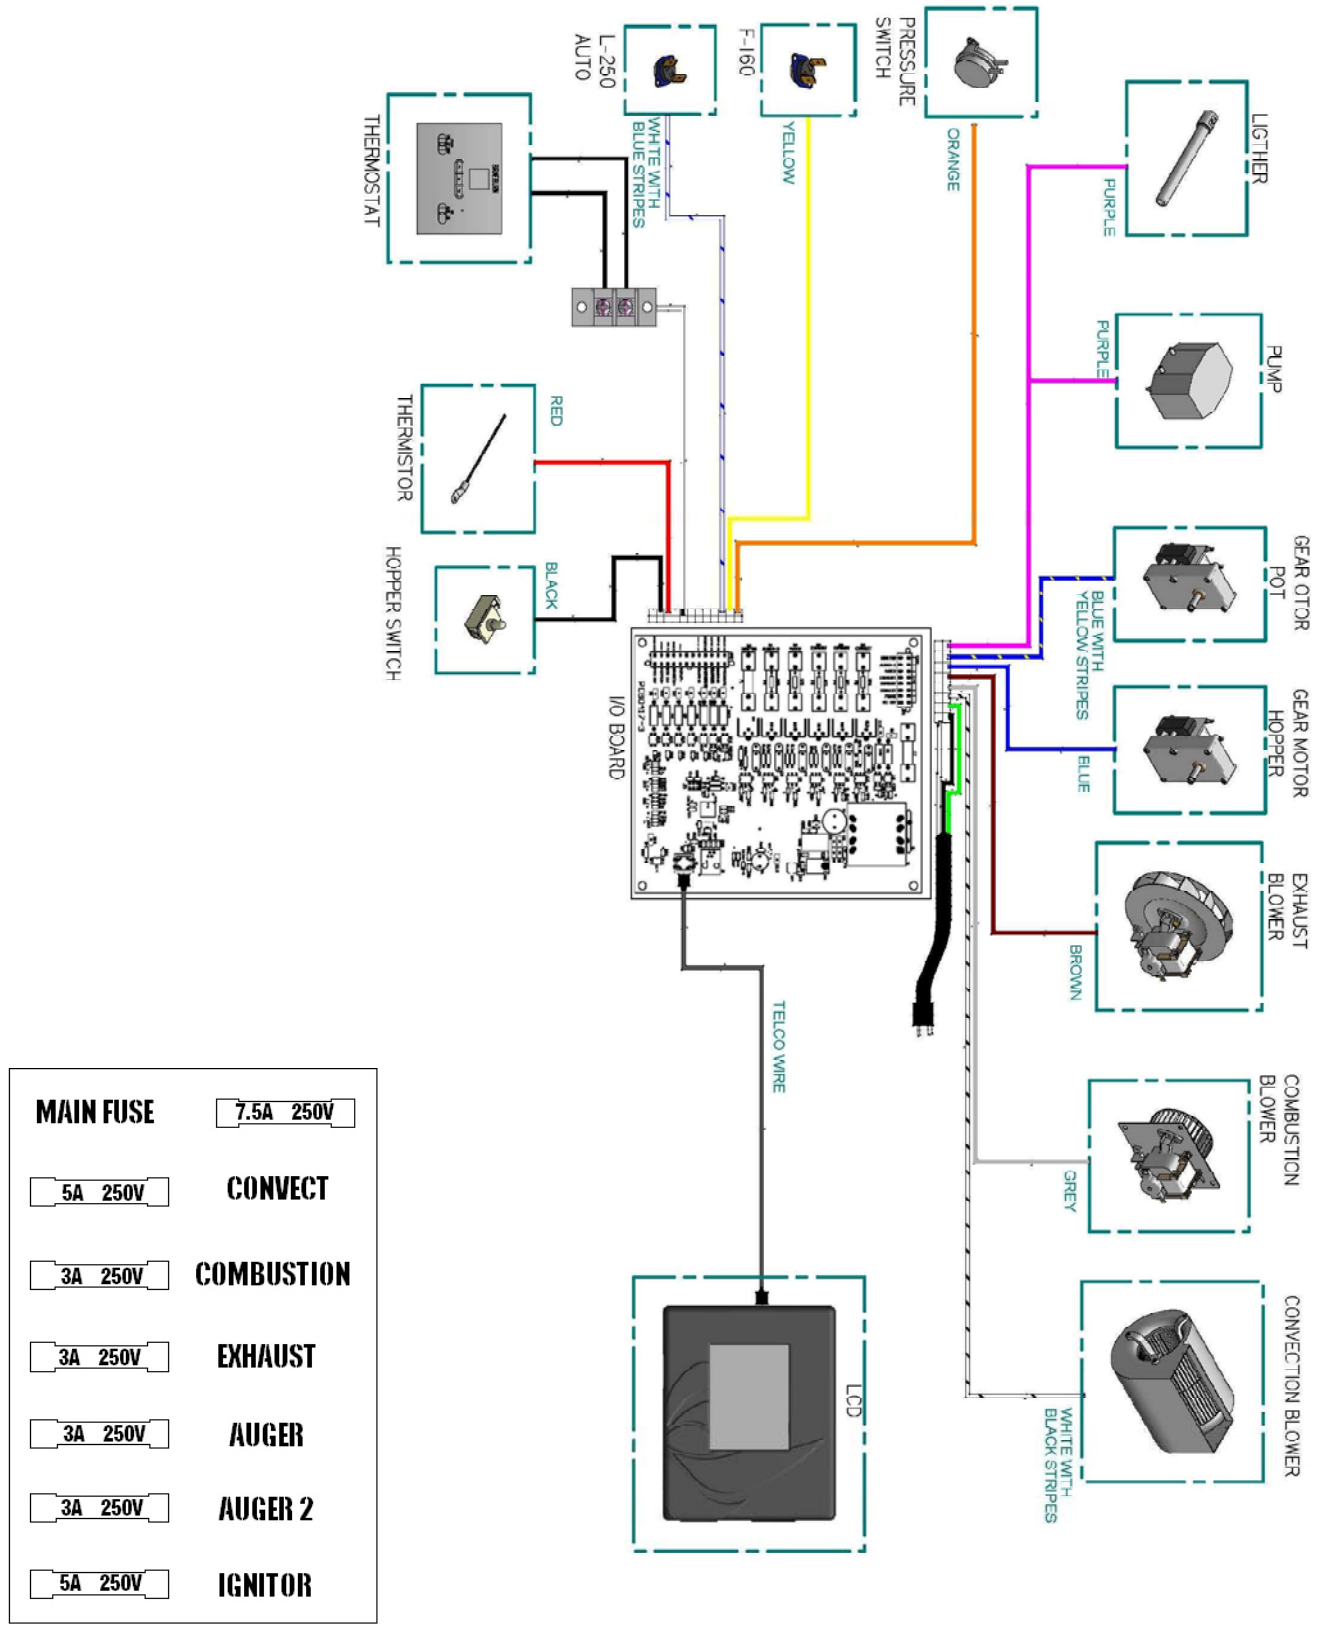 L-250
AUTO
F-160
PRESSURE
SWITCH
LIGTHER
THERMOSTAT
WHITE WITH
BLUE STRIPES
YELLOW
ORANGE
PURPLE
PUMP
PURPLE
THERMISTOR
RED
HOPPER SWITCH
BLACK
GEAR OTOR
POT
BLUE WITH
YELLOW STRIPES
GEAR MOTOR
HOPPER
BLUE
I/O BOARD
EXHAUST
BLOWER
BROWN
TELCO WIRE
COMBUSTION
BLOWER
GREY
LCD
CONVECTION BLOWER
WHITE WITH
BLACK STRIPES
MAIN FUSE 7.5A 250V
5A 250V CONVECT
3A 250V COMBUSTION
3A 250V EXHAUST
3A 250V AUGER
3A 250V AUGER 2
5A 250V IGNITOR